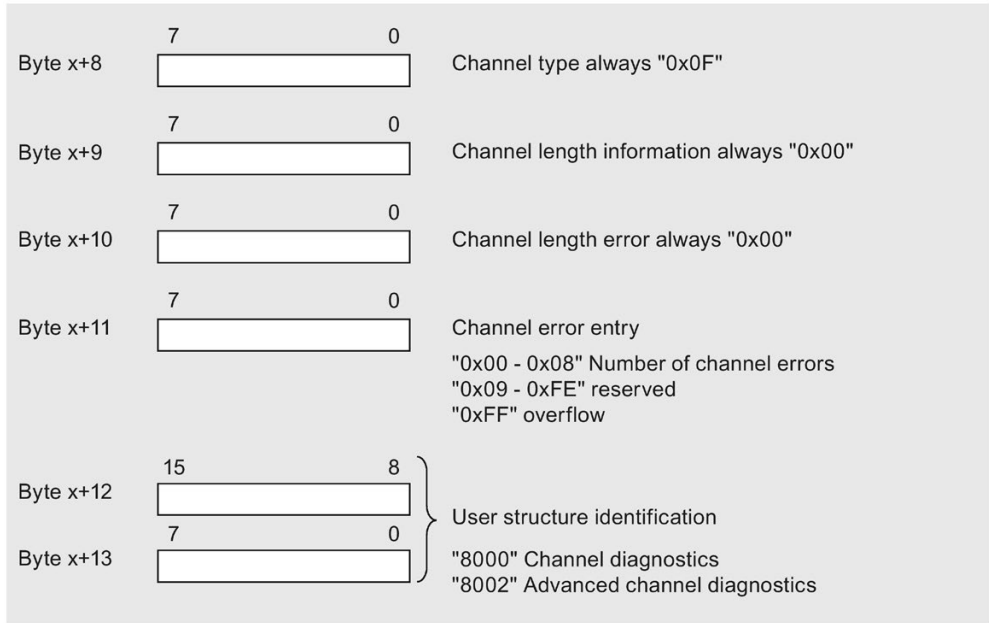 7 0
Byte x+8 Channel type always "0x0F"
7 0
Byte x+9 Channel length information always "0x00"
7 0
Byte x+10 Channel length error always "0x00"
7 0
Byte x+11 Channel error entry
"0x00 - 0x08" Number of channel errors
"0x09 - 0xFE" reserved
"0xFF" overflow
15 8
Byte x+12
User structure identification
7 0
Byte x+13 "8000" Channel diagnostics
"8002" Advanced channel diagnostics